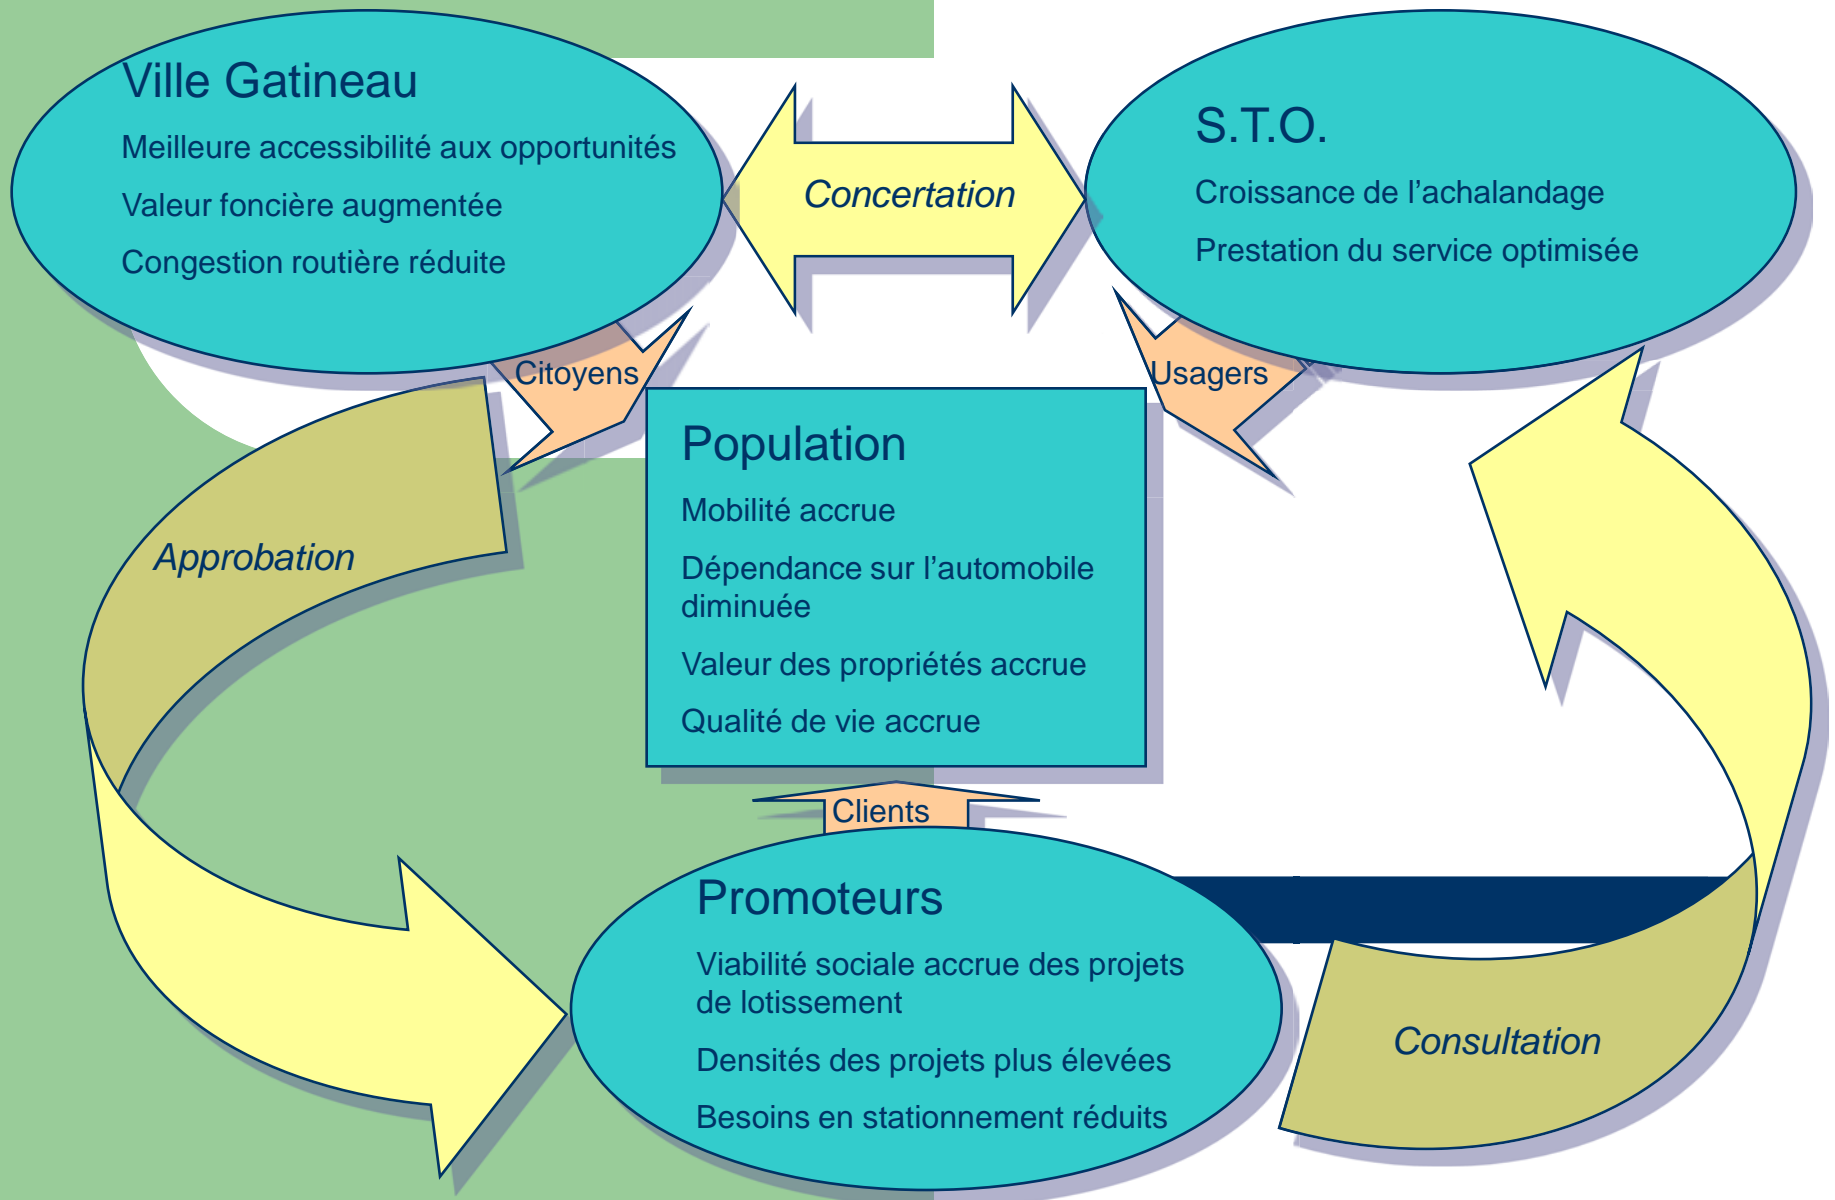 Ville Gatineau
Meilleure accessibilité aux opportunités
Valeur foncière augmentée
Congestion routière réduite
Concertation
S.T.O.
Croissance de l’achalandage
Prestation du service optimisée
Citoyens
Usagers
Approbation
Population
Mobilité accrue
Dépendance sur l’automobile
diminuée
Valeur des propriétés accrue
Qualité de vie accrue
Clients
Promoteurs
Viabilité sociale accrue des projets
de lotissement
Densités des projets plus élevées
Besoins en stationnement réduits
Consultation